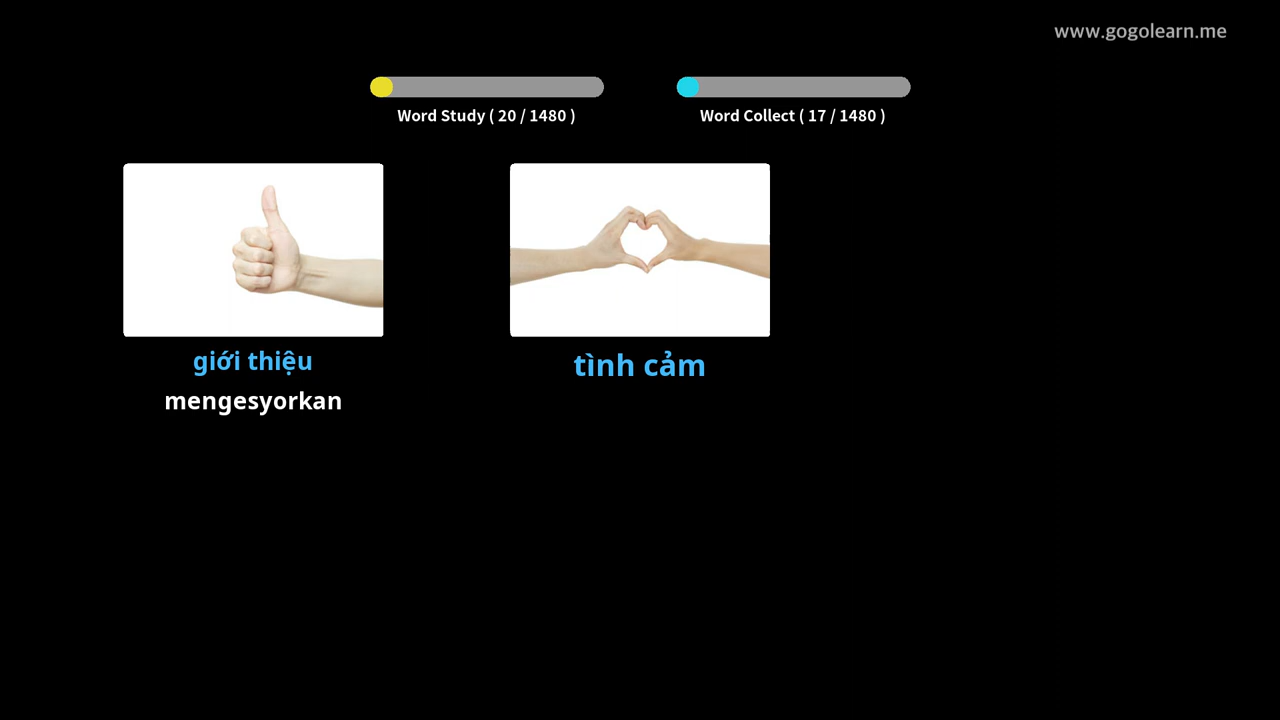 www.gogolearn.me
Word Study ( 20 / 1480 )
Word Collect ( 17 / 1480 )
giới thiệu
mengesyorkan
tình cảm